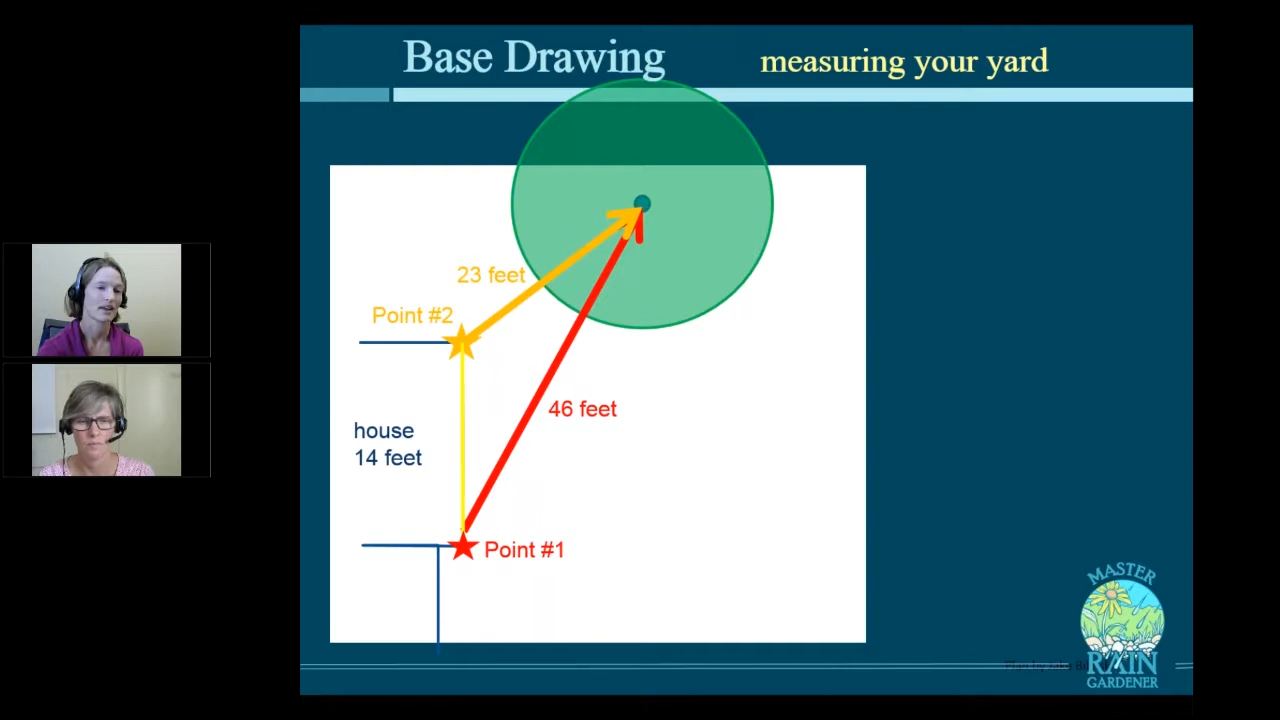 Base Drawing
measuring your yard
23 feet
Point #2
46 feet
house
14 feet
Point #1
MASTER
RAIN
GARDENER